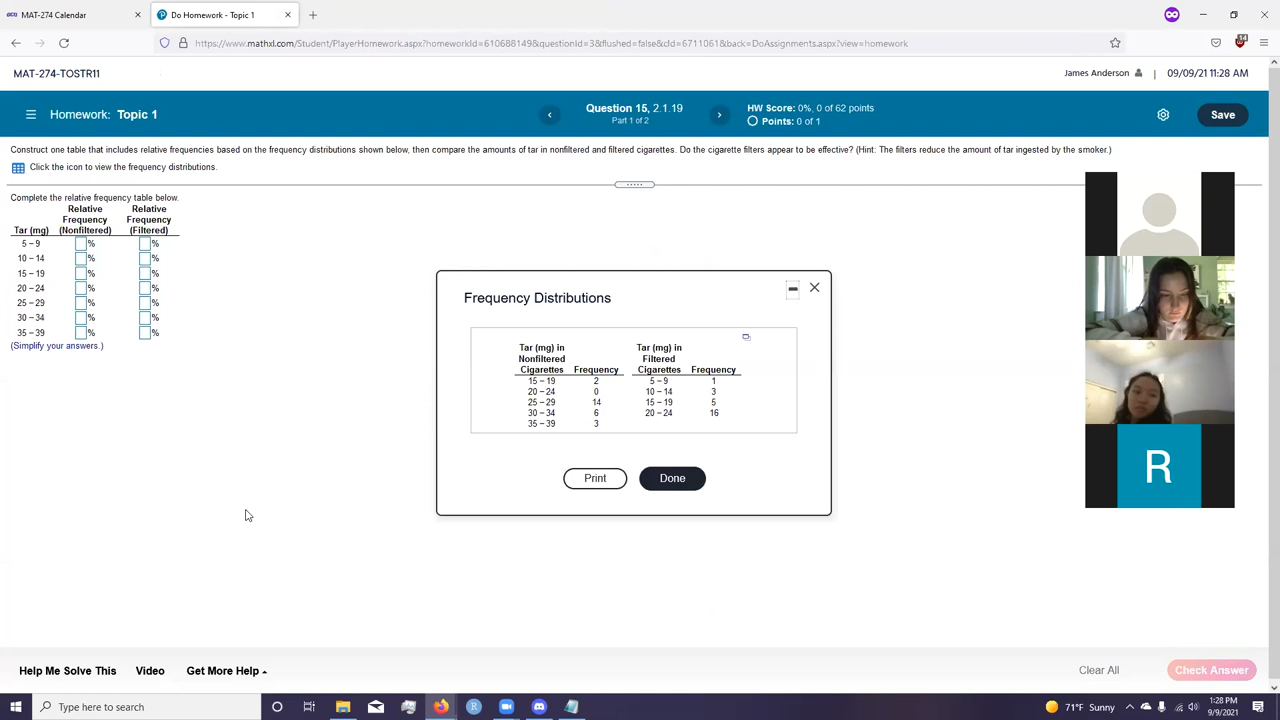 MAT-274 Calendar
Do Homework - Topic 1
https://www.mathxl.com/Student/PlayerHomework.aspx?homeworkId=610681498&questionId=3&flushed=false&cId=6711061&back=DoAssignments.aspx?view=homework
14
MAT-274-TOSTR11
James Anderson
09/09/21 11:28 AM
Homework: Topic 1
Question 15, 2.1.19
Part 1 of 2
HW Score: 0%, 0 of 62 points
Points: 0 of 1
Save
Construct one table that includes relative frequencies based on the frequency distributions shown below, then compare the amounts of tar in nonfiltered and filtered cigarettes. Do the cigarette filters appear to be effective? (Hint: The filters reduce the amount of tar ingested by the smoker.)
Click the icon to view the frequency distributions.
Complete the relative frequency table below.
Relative Relative
Frequency Frequency
Tar (mg) (Nonfiltered) (Filtered)
5 – 9 % %
10 – 14 % %
15 – 19 % %
20 – 24 % %
25 – 29 % %
30 – 34 % %
35 – 39 % %
(Simplify your answers.)
Frequency Distributions
Tar (mg) in Tar (mg) in
Nonfiltered Filtered
Cigarettes Frequency Cigarettes Frequency
15 – 19 2 5 – 9 1
20 – 24 0 10 – 14 3
25 – 29 14 15 – 19 5
30 – 34 6 20 – 24 16
35 – 39 3
Print
Done
R
Help Me Solve This
Video
Get More Help
Clear All
Check Answer
Type here to search
R
71°F Sunny
1:28 PM
9/9/2021